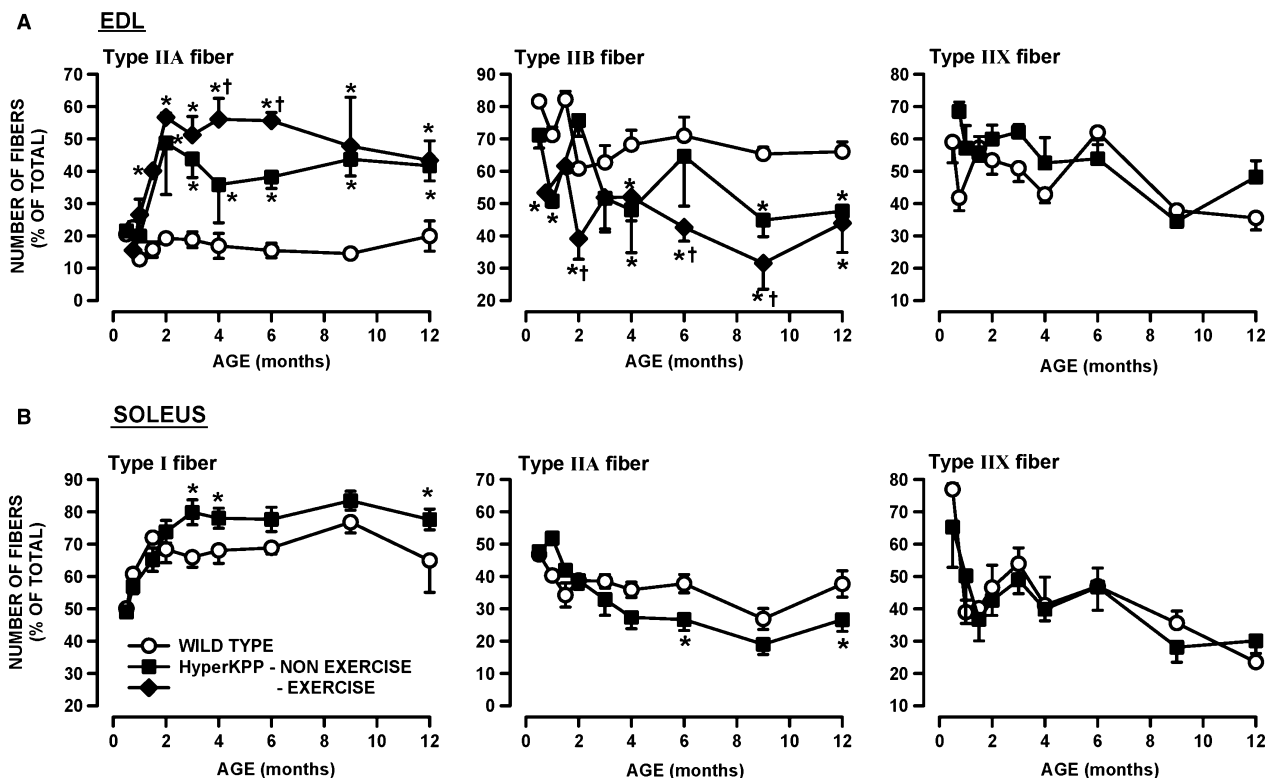 A EDL
Type IIA fiber
NUMBER OF FIBERS
(% OF TOTAL)
70
60
50
40
30
20
10
0
* * * * *† * *† * * * * * * *
0 2 4 6 8 10 12
AGE (months)
Type IIB fiber
90
80
70
60
50
40
30
20
* * *† * * *† * *† * *
0 2 4 6 8 10 12
AGE (months)
Type IIX fiber
80
70
60
50
40
30
20
10
0 2 4 6 8 10 12
AGE (months)
B SOLEUS
Type I fiber
NUMBER OF FIBERS
(% OF TOTAL)
90
80
70
60
50
40
30
20
* * *
WILD TYPE
HyperKPP - NON EXERCISE
- EXERCISE
0 2 4 6 8 10 12
AGE (months)
Type IIA fiber
70
60
50
40
30
20
10
0
* *
0 2 4 6 8 10 12
AGE (months)
Type IIX fiber
80
70
60
50
40
30
20
10
0 2 4 6 8 10 12
AGE (months)